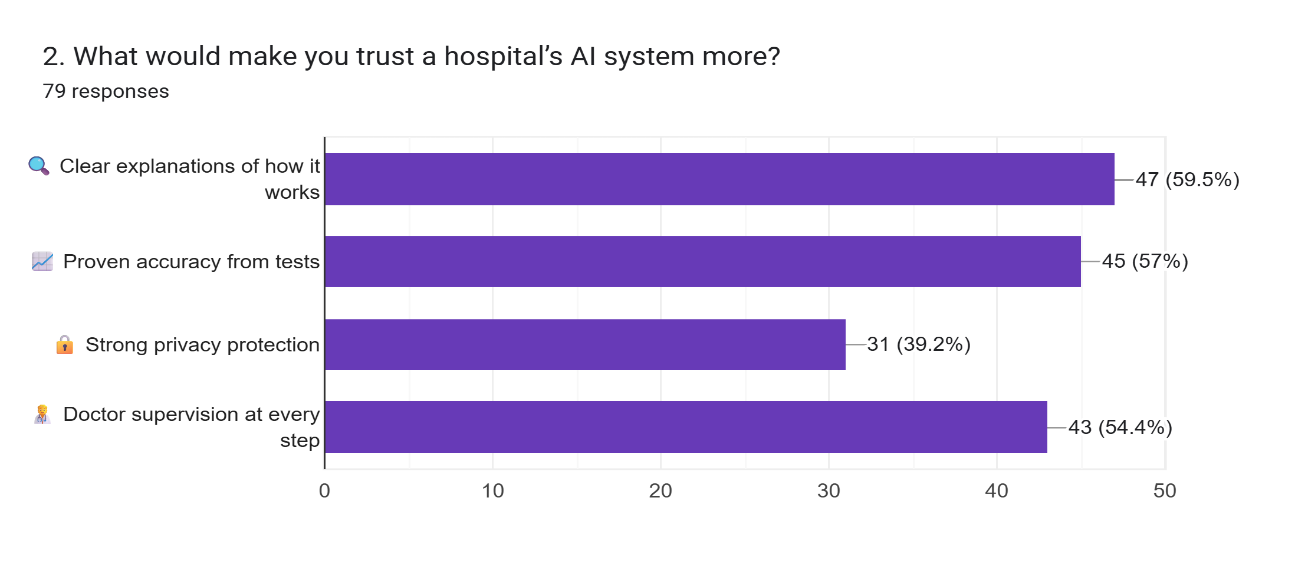 2. What would make you trust a hospital’s AI system more?
79 responses
🔍 Clear explanations of how it
works
47 (59.5%)
📈 Proven accuracy from tests
45 (57%)
🔒 Strong privacy protection
31 (39.2%)
🧑‍⚕️ Doctor supervision at every
step
43 (54.4%)
0 10 20 30 40 50